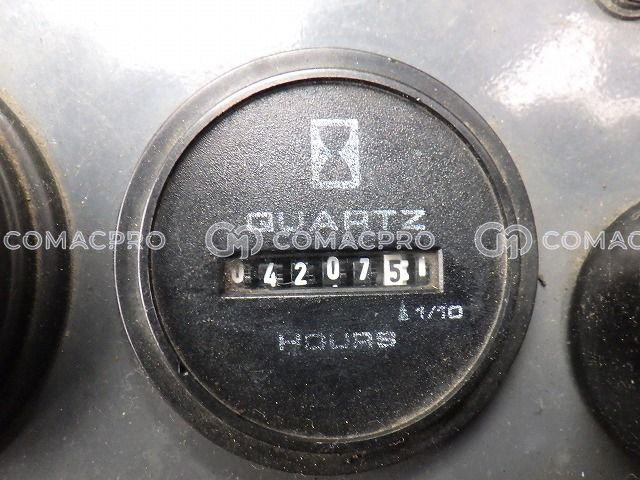 QUARTZ
COMACPRO COMACPRO COMACPRO
042075
1/10
HOURS